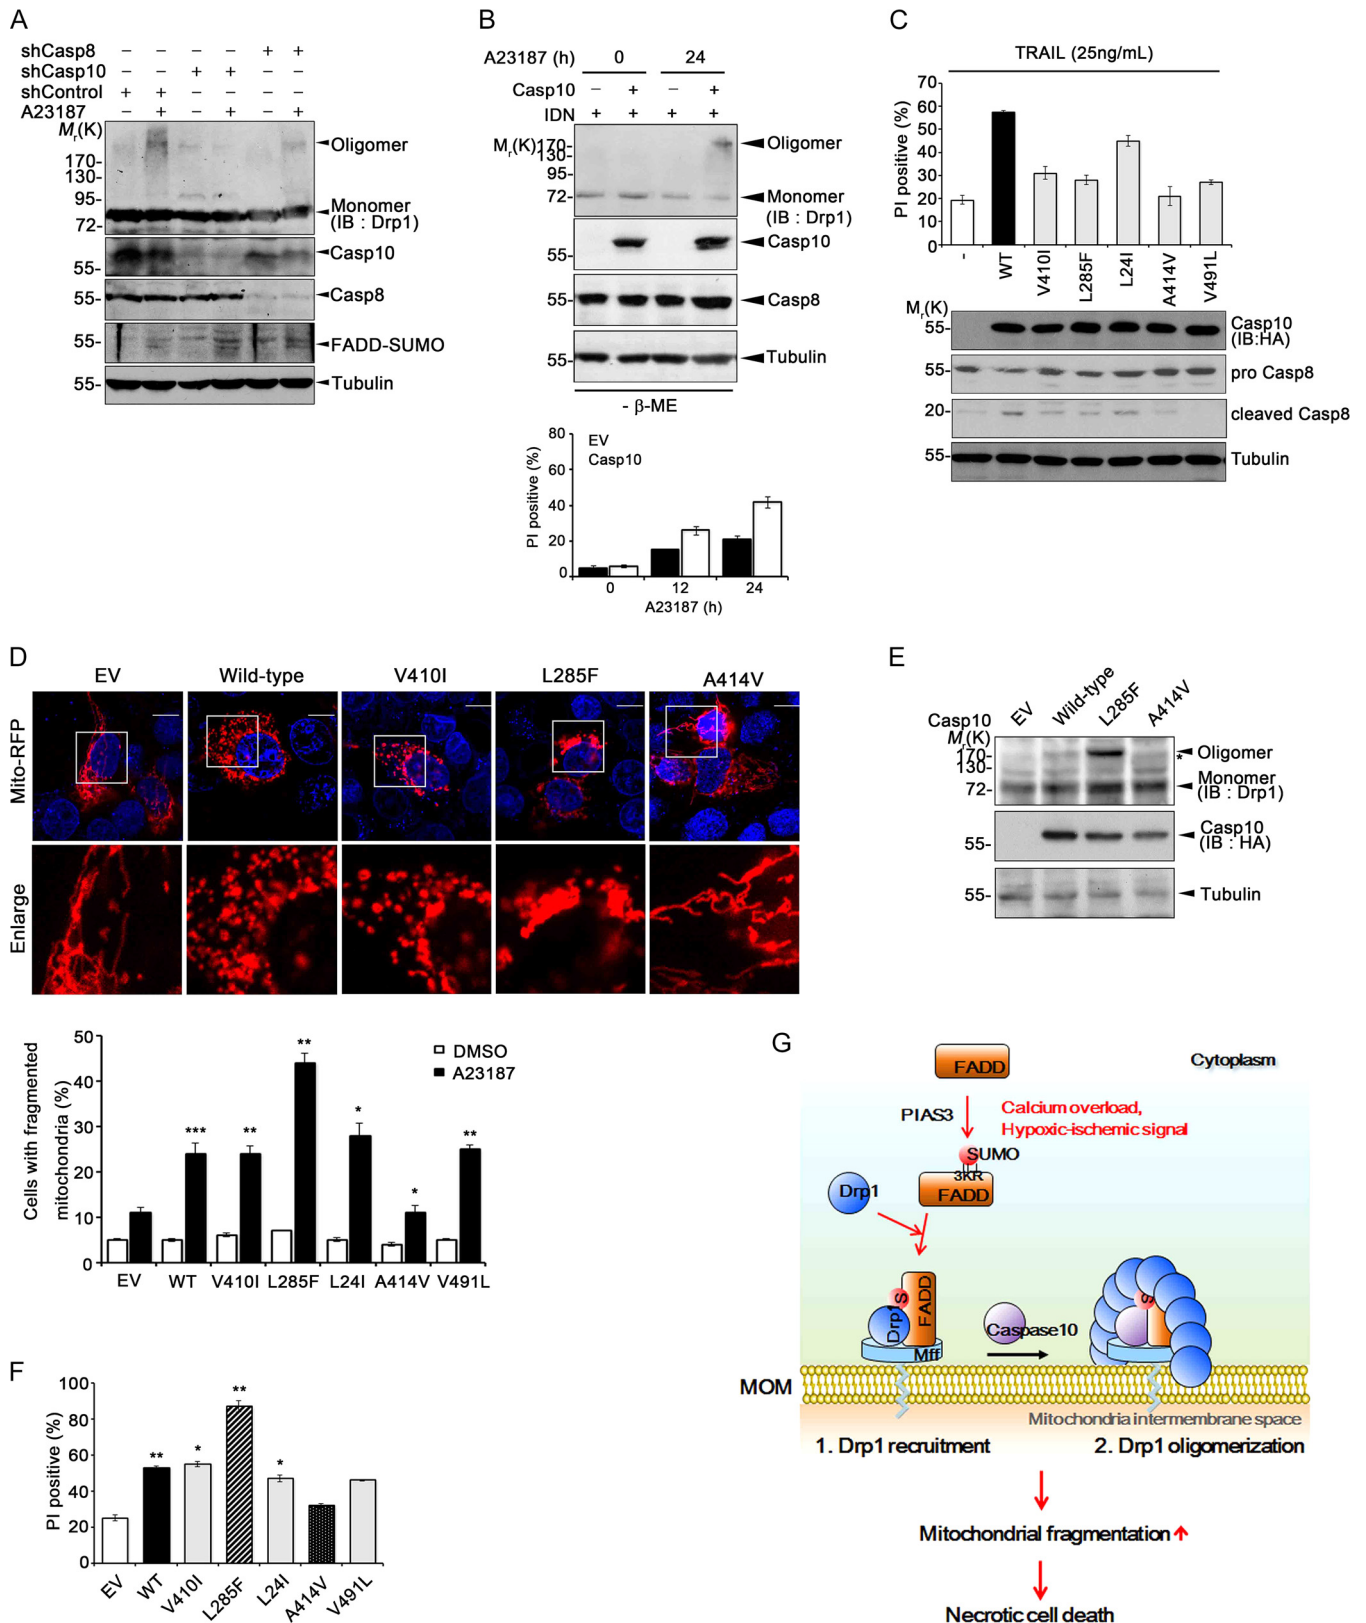 A
shCasp8 – – – – + +
shCasp10 – – + + – –
shControl + + – – – –
A23187 – + – + – +
Mr(K)
170-
130-
95-
72-
Oligomer
Monomer
(IB : Drp1)
55-
Casp10
55-
Casp8
55-
FADD-SUMO
55-
Tubulin
B
A23187 (h) 0 24
Casp10 – + – +
IDN + + + +
Mr(K)170-
130-
95-
72-
Oligomer
Monomer
(IB : Drp1)
55-
Casp10
55-
Casp8
55-
Tubulin
- β-ME
EV
Casp10
PI positive (%)
80
60
40
20
0
0 12 24
A23187 (h)
C
TRAIL (25ng/mL)
PI positive (%)
70
60
50
40
30
20
10
0
- WT V410I L285F L24I A414V V491L
Mr(K)
55-
Casp10
(IB:HA)
55-
pro Casp8
20-
cleaved Casp8
55-
Tubulin
D
EV Wild-type V410I L285F A414V
Mito-RFP
Enlarge
Cells with fragmented
mitochondria (%)
50
40
30
20
10
0
DMSO
A23187
*** ** ** * * **
EV WT V410I L285F L24I A414V V491L
E
Casp10 EV Wild-type L285F A414V
Mr(K)
170-
130-
72-
Oligomer
*
Monomer
(IB : Drp1)
55-
Casp10
(IB : HA)
55-
Tubulin
F
PI positive (%)
100
80
60
40
20
0
** * ** *
EV WT V410I L285F L24I A414V V491L
G
FADD
Cytoplasm
PIAS3
Calcium overload,
Hypoxic-ischemic signal
SUMO
3KR
FADD
Drp1
S
FADD
Drp1
Mff
Caspase10
S
MOM
Mitochondria intermembrane space
1. Drp1 recruitment
2. Drp1 oligomerization
Mitochondrial fragmentation
Necrotic cell death